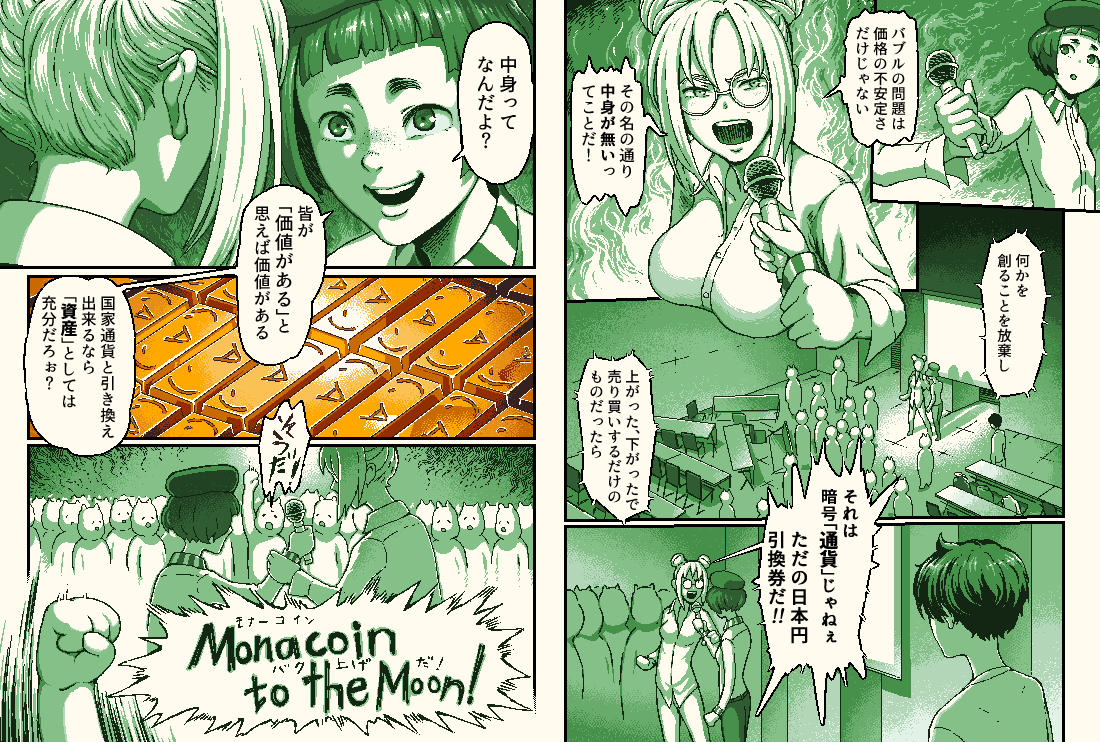 バブルの問題は
価格の不安定さ
だけじゃない
その名の通り
中身が無いっ
てことだ！
何かを
創ることを放棄し
上がった、下がったで
売り買いするだけの
ものだったら
それは
暗号「通貨」じゃねぇ
ただの日本円
引換券だ!!
中身って
なんだよ？
皆が
「価値がある」と
思えば価値がある
国家通貨と引き換え
出来るなら
「資産」としては
充分だろぉ？
そうだ!
モナーコイン
Monacoin
バク上げだ！
to the Moon!